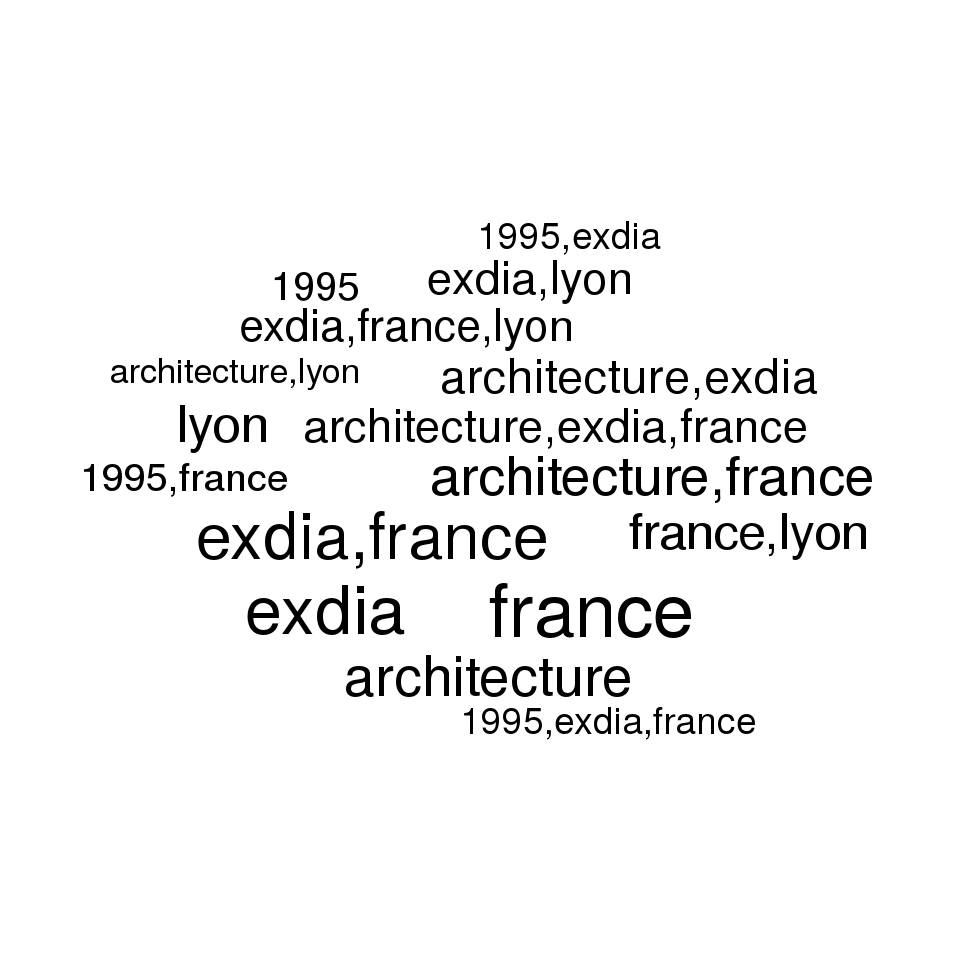 1995,exdia
1995
exdia,lyon
exdia,france,lyon
architecture,lyon
architecture,exdia
lyon
architecture,exdia,france
1995,france
architecture,france
exdia,france
france,lyon
exdia
france
architecture
1995,exdia,france